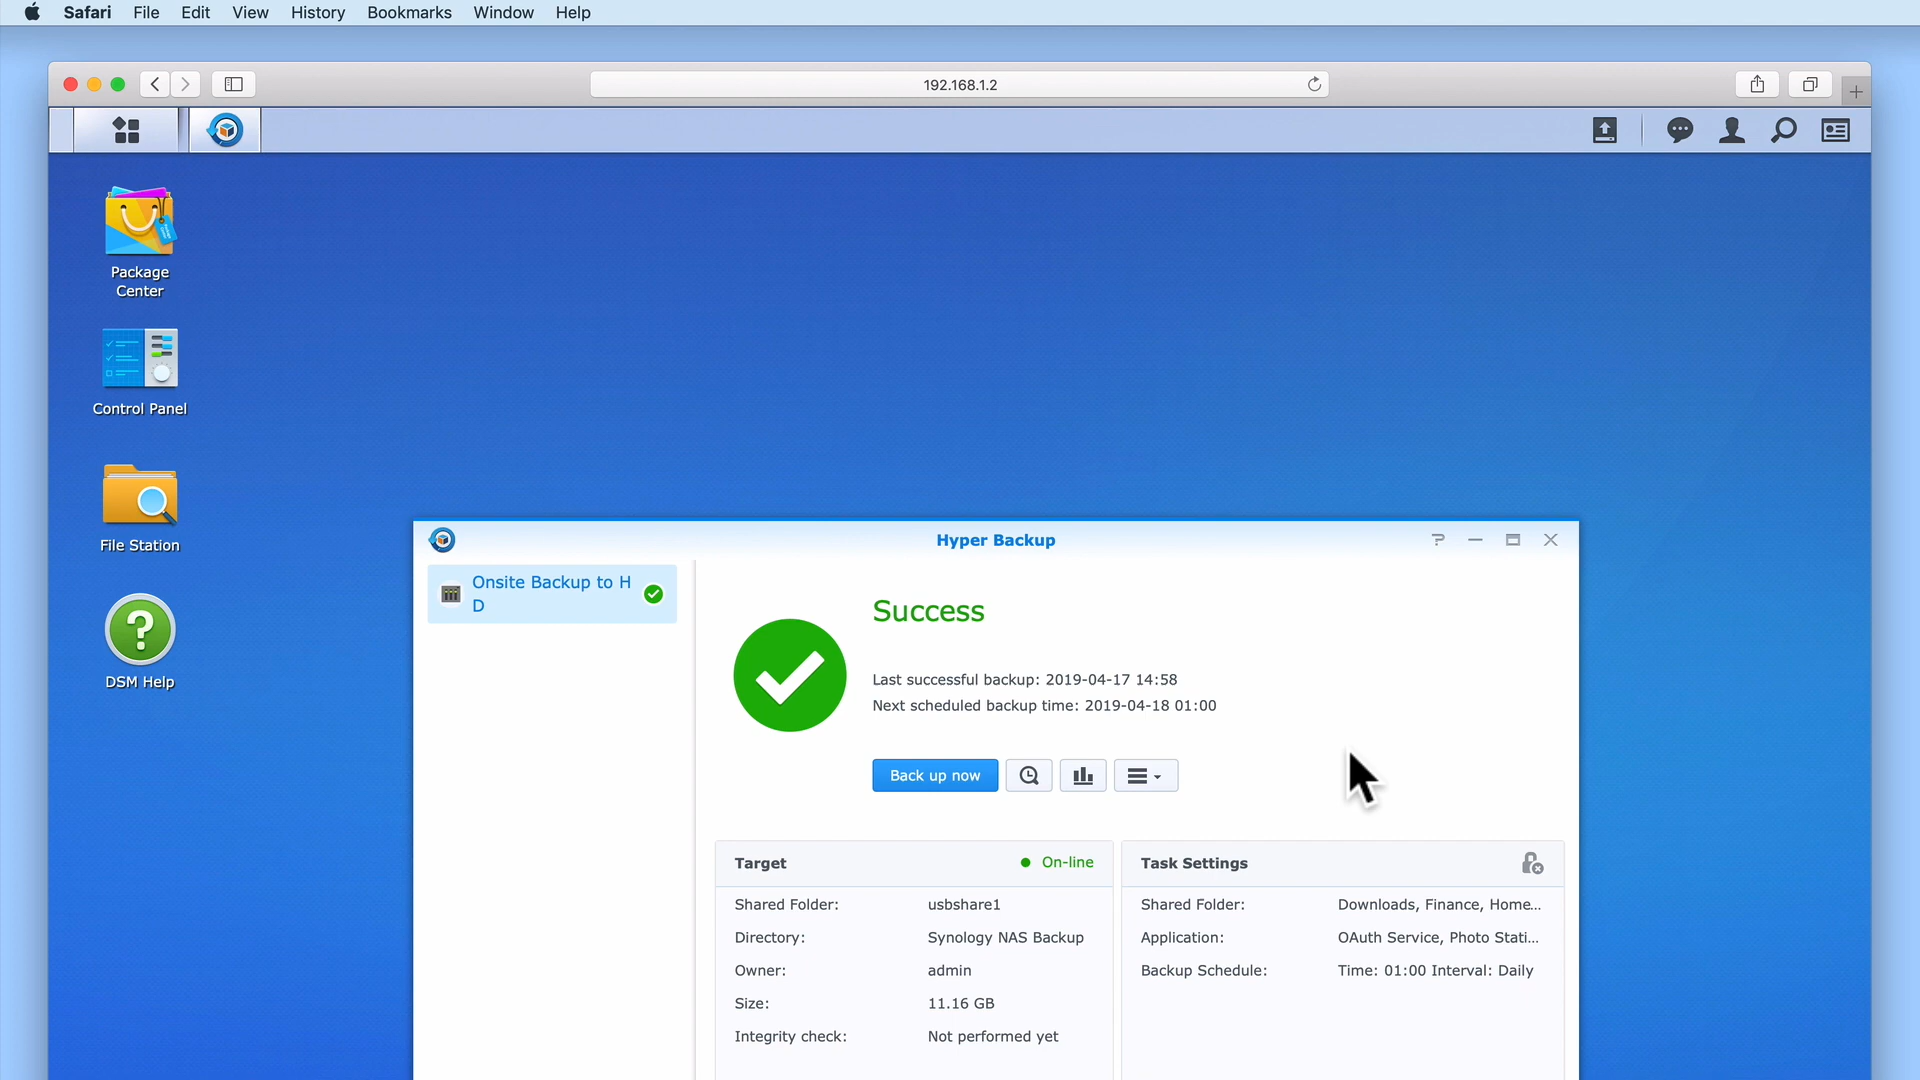 Safari File Edit View History Bookmarks Window Help
192.168.1.2
Package
Center
Control Panel
File Station
DSM Help
Hyper Backup
Onsite Backup to H
D
Success
Last successful backup: 2019-04-17 14:58
Next scheduled backup time: 2019-04-18 01:00
Back up now
Target On-line
Shared Folder: usbshare1
Directory: Synology NAS Backup
Owner: admin
Size: 11.16 GB
Integrity check: Not performed yet
Task Settings
Shared Folder: Downloads, Finance, Home...
Application: OAuth Service, Photo Stati...
Backup Schedule: Time: 01:00 Interval: Daily